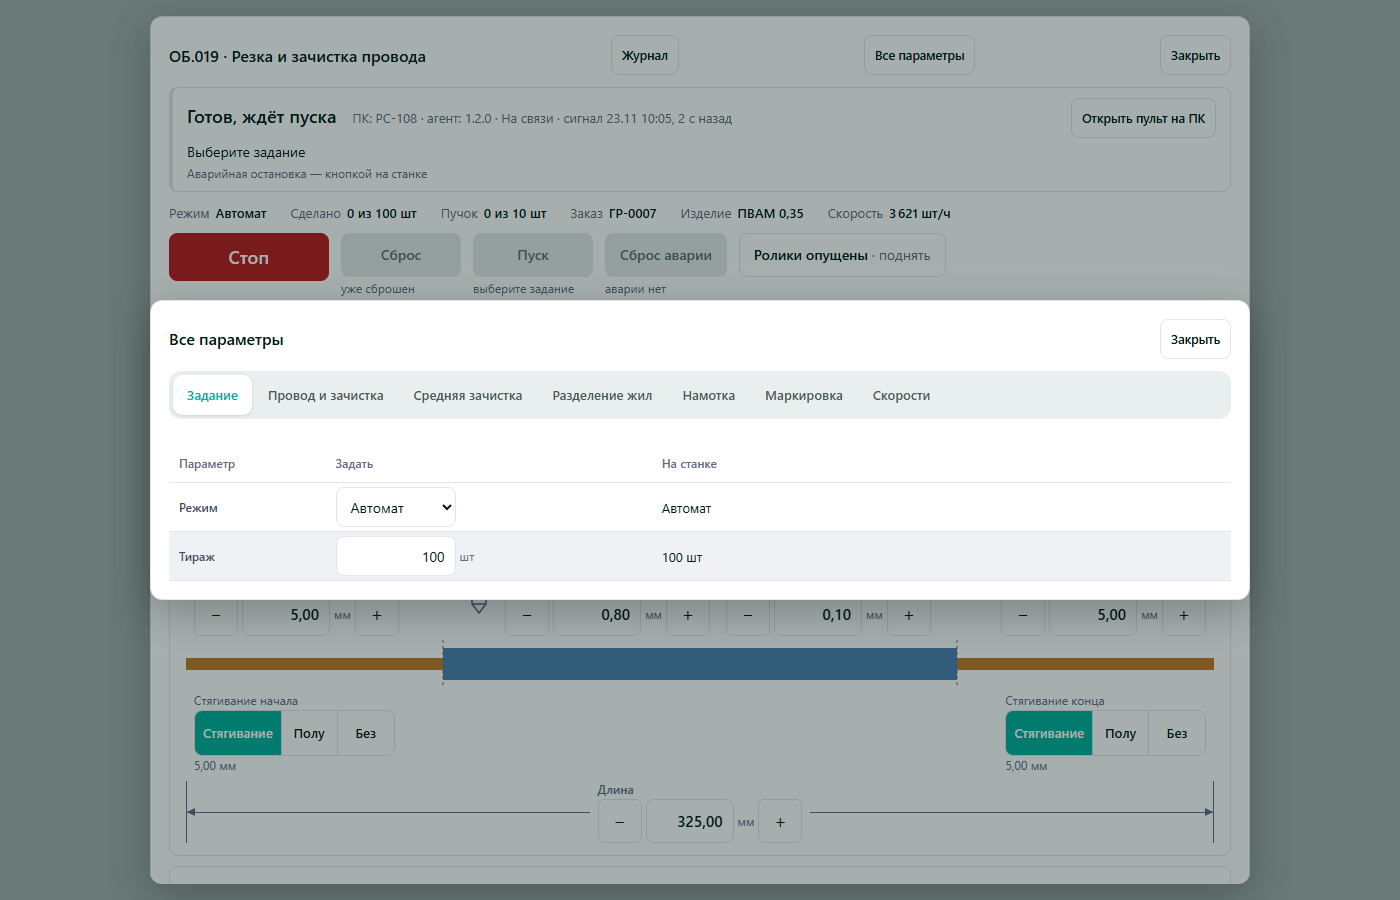 ОБ.019 · Резка и зачистка провода
Журнал
Все параметры
Закрыть
Готов, ждёт пуска
ПК: PC-108 · агент: 1.2.0 · На связи · сигнал 23.11 10:05, 2 с назад
Открыть пульт на ПК
Выберите задание
Аварийная остановка — кнопкой на станке
Режим Автомат
Сделано 0 из 100 шт
Пучок 0 из 10 шт
Заказ ГР-0007
Изделие ПВАМ 0,35
Скорость 3 621 шт/ч
Стоп
Сброс
Пуск
Сброс аварии
Ролики опущены · поднять
уже сброшен
выберите задание
аварии нет
Все параметры
Закрыть
Задание
Провод и зачистка
Средняя зачистка
Разделение жил
Намотка
Маркировка
Скорости
Параметр
Задать
На станке
Режим
Автомат
Автомат
Тираж
100 шт
100 шт
− 5,00 мм +
− 0,80 мм +
− 0,10 мм +
− 5,00 мм +
Стягивание начала
Стягивание конца
Стягивание
Полу
Без
Стягивание
Полу
Без
5,00 мм
5,00 мм
Длина
− 325,00 мм +